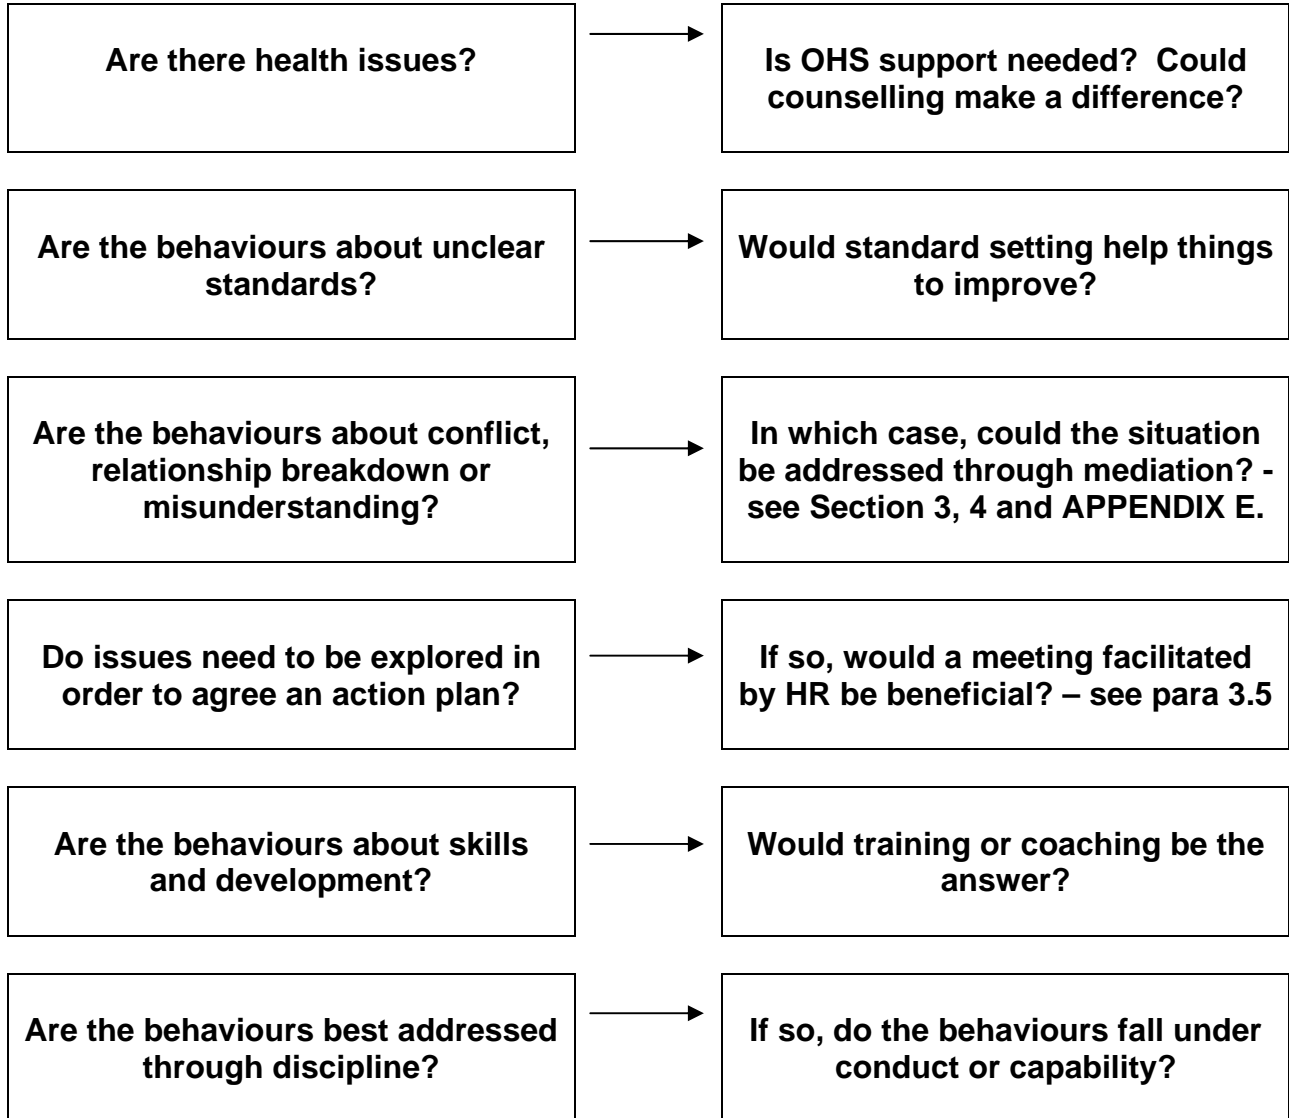 Are there health issues?
Is OHS support needed?  Could
counselling make a difference?
Are the behaviours about unclear
standards?
Would standard setting help things
to improve?
Are the behaviours about conflict,
relationship breakdown or
misunderstanding?
In which case, could the situation
be addressed through mediation? -
see Section 3, 4 and APPENDIX E.
Do issues need to be explored in
order to agree an action plan?
If so, would a meeting facilitated
by HR be beneficial? – see para 3.5
Are the behaviours about skills
and development?
Would training or coaching be the
answer?
Are the behaviours best addressed
through discipline?
If so, do the behaviours fall under
conduct or capability?